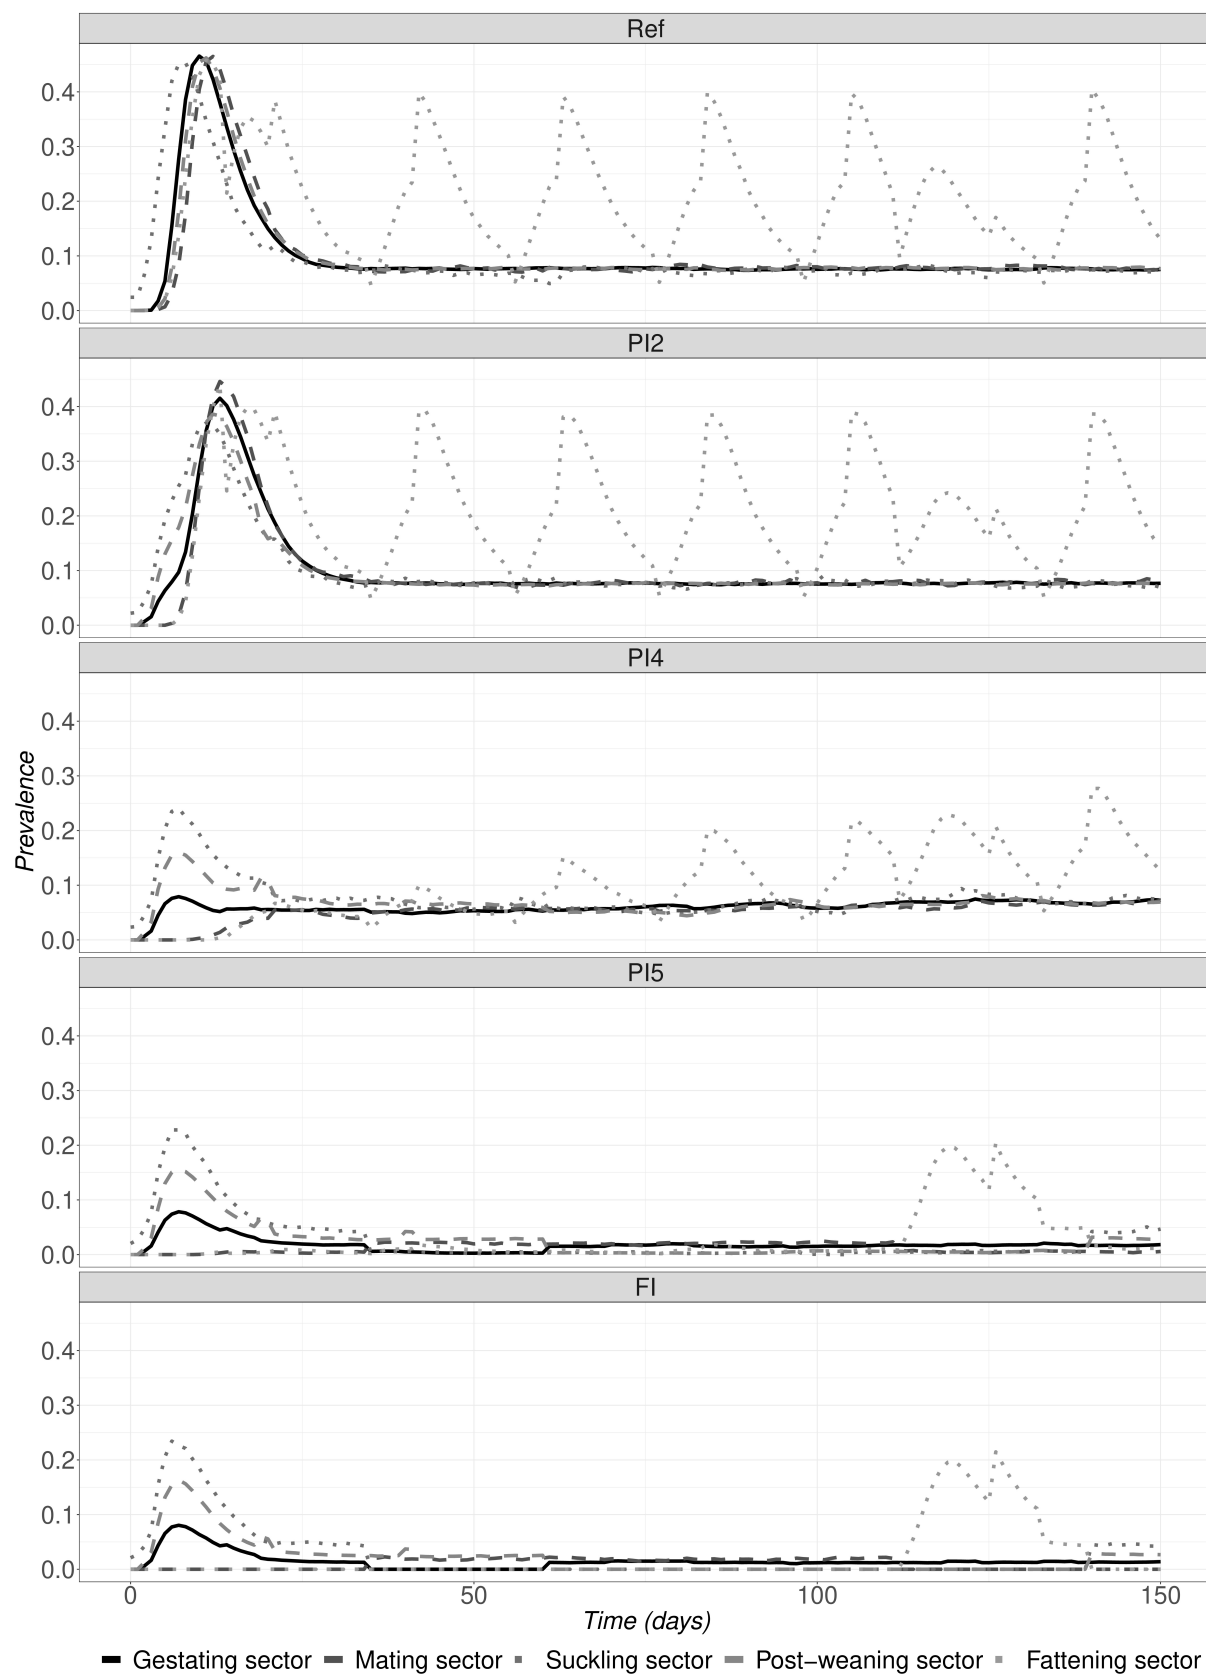 Ref
0.4
0.3
0.2
0.1
0.0
PI2
0.4
0.3
0.2
0.1
0.0
PI4
0.4
0.3
0.2
0.1
0.0
Prevalence
PI5
0.4
0.3
0.2
0.1
0.0
FI
0.4
0.3
0.2
0.1
0.0
0 50 100 150
Time (days)
Gestating sector Mating sector Suckling sector Post−weaning sector Fattening sector